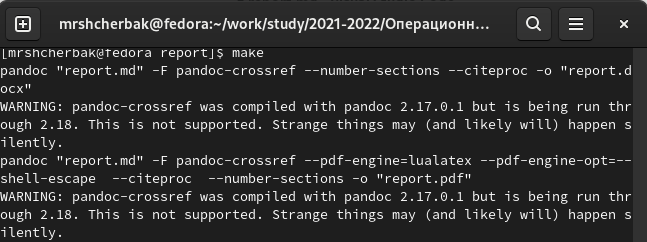 mrshcherbak@fedora:~/work/study/2021-2022/Операционн...
[mrshcherbak@fedora report]$ make
pandoc "report.md" -F pandoc-crossref --number-sections --citeproc -o "report.d
ocx"
WARNING: pandoc-crossref was compiled with pandoc 2.17.0.1 but is being run thr
ough 2.18. This is not supported. Strange things may (and likely will) happen s
ilently.
pandoc "report.md" -F pandoc-crossref --pdf-engine=lualatex --pdf-engine-opt=--
shell-escape  --citeproc  --number-sections -o "report.pdf"
WARNING: pandoc-crossref was compiled with pandoc 2.17.0.1 but is being run thr
ough 2.18. This is not supported. Strange things may (and likely will) happen s
ilently.